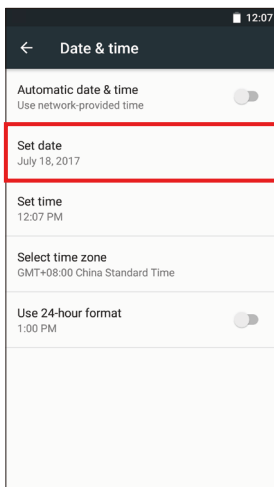 12:07
Date & time
Automatic date & time
Use network-provided time
Set date
July 18, 2017
Set time
12:07 PM
Select time zone
GMT+08:00 China Standard Time
Use 24-hour format
1:00 PM